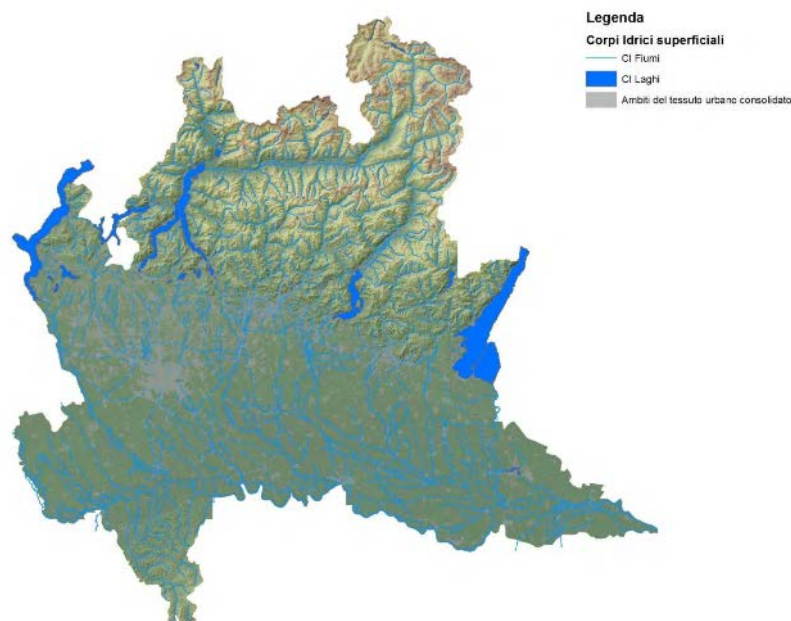 Legenda
Corpi Idrici superficiali
CI Fiumi
CI Laghi
Ambiti del tessuto urbano consolidato